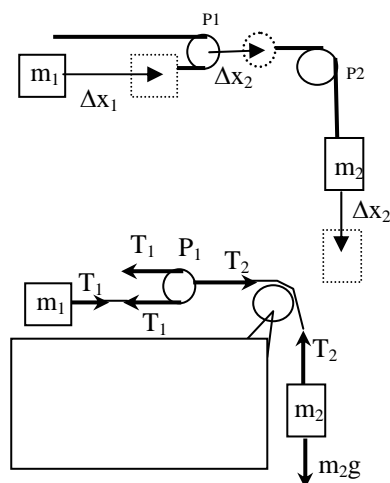 P1
m₁ Δx₁ Δx₂ P2
m₂
Δx₂
T₁ P₁ T₂
m₁ T₁ T₁
T₂
m₂
m₂g